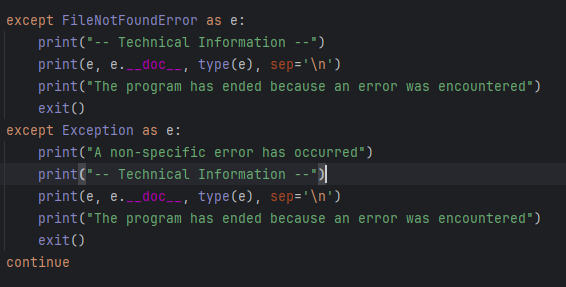 except FileNotFoundError as e:
    print("-- Technical Information --")
    print(e, e.__doc__, type(e), sep='\n')
    print("The program has ended because an error was encountered")
    exit()
except Exception as e:
    print("A non-specific error has occurred")
    print("-- Technical Information --")
    print(e, e.__doc__, type(e), sep='\n')
    print("The program has ended because an error was encountered")
    exit()
continue